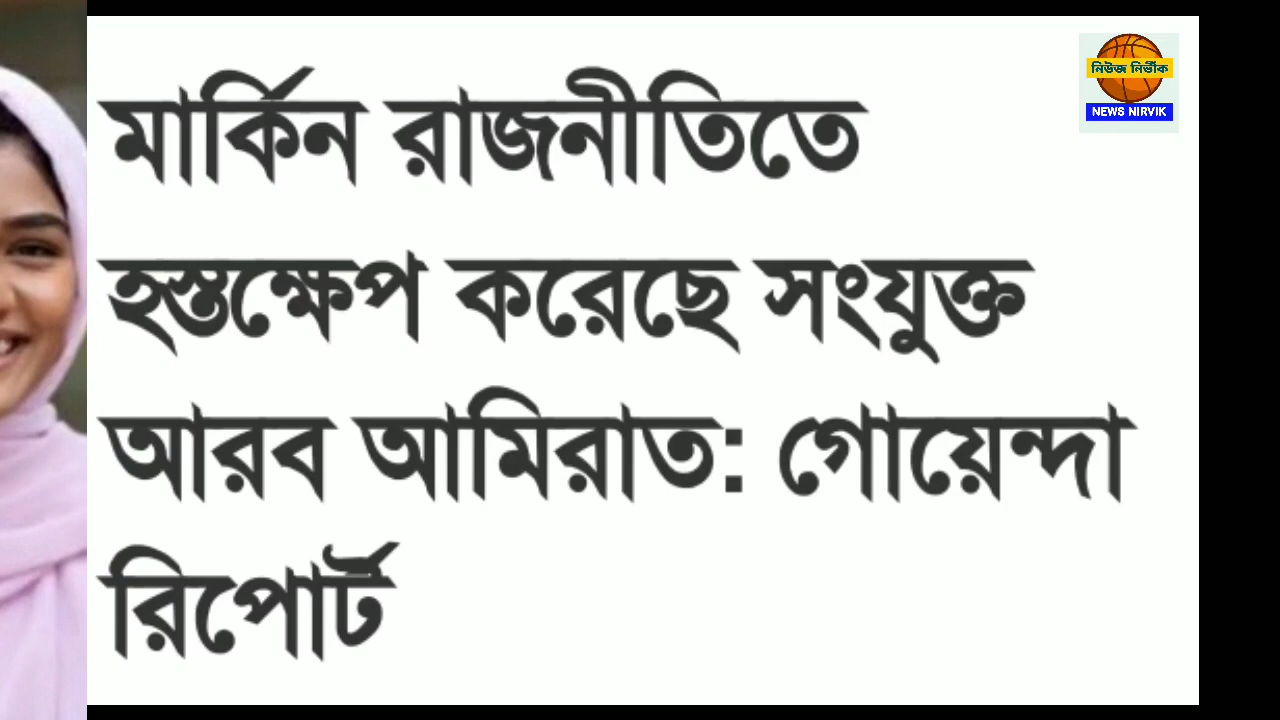 মার্কিন রাজনীতিতে
হস্তক্ষেপ করেছে সংযুক্ত
আরব আমিরাত: গোয়েন্দা
রিপোর্ট
নিউজ নির্ভীক
NEWS NIRVIK